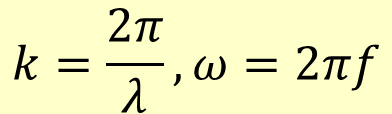 k = 2π/λ, ω = 2πf